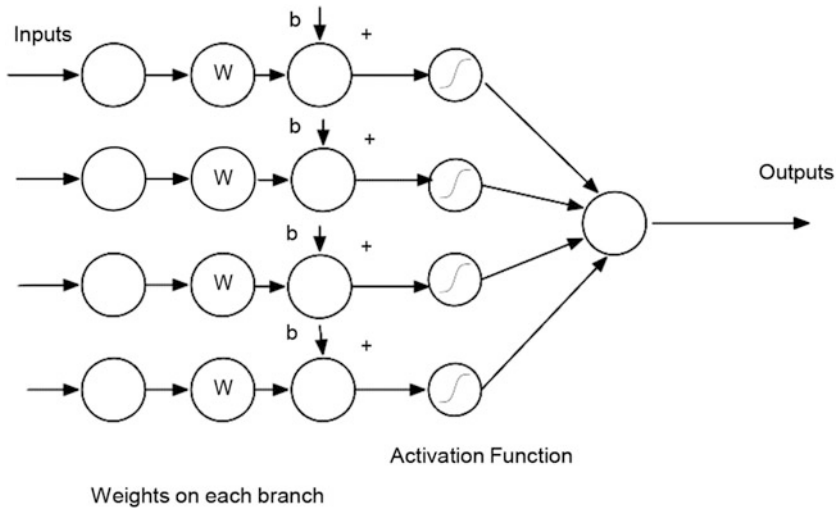 b
+
Inputs
W
b
+
W
Outputs
b
+
W
b
+
W
Activation Function
Weights on each branch